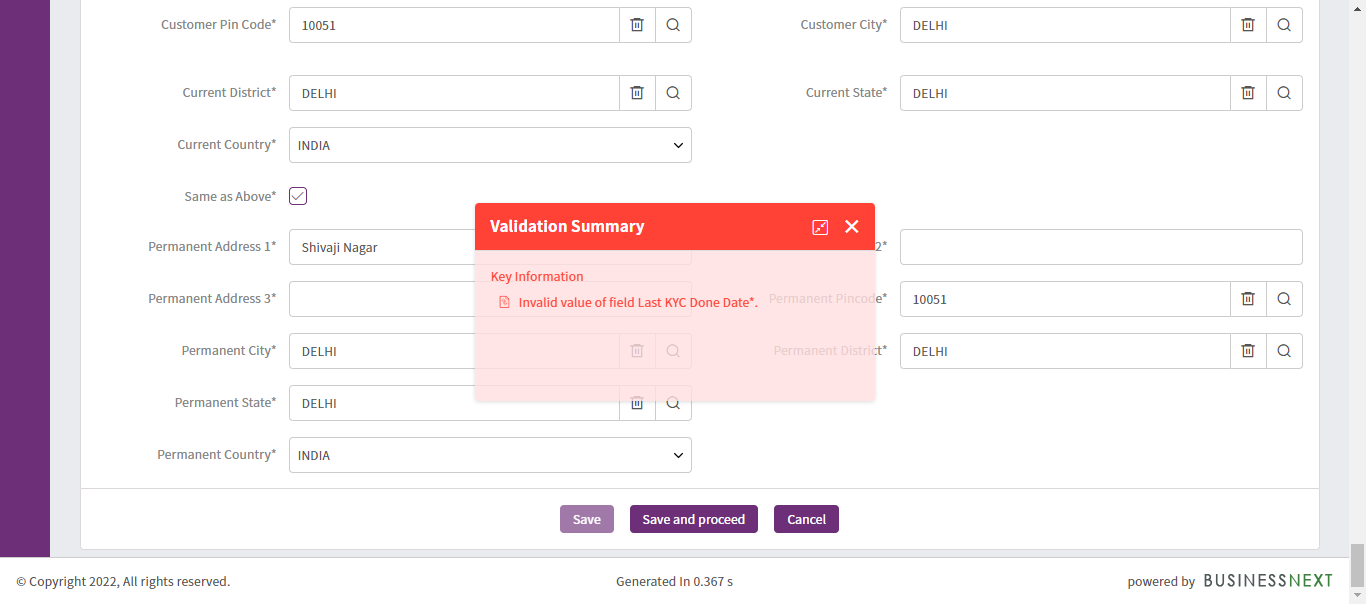 Customer Pin Code* 10051 Customer City* DELHI
Current District* DELHI Current State* DELHI
Current Country* INDIA
Same as Above*
Validation Summary
Permanent Address 1* Shivaji Nagar 2*
Key Information
Permanent Address 3* Permanent Pincode* 10051
Invalid value of field Last KYC Done Date*.
Permanent City* DELHI Permanent District* DELHI
Permanent State* DELHI
Permanent Country* INDIA
Save Save and proceed Cancel
© Copyright 2022, All rights reserved. Generated In 0.367 s powered by BUSINESSNEXT